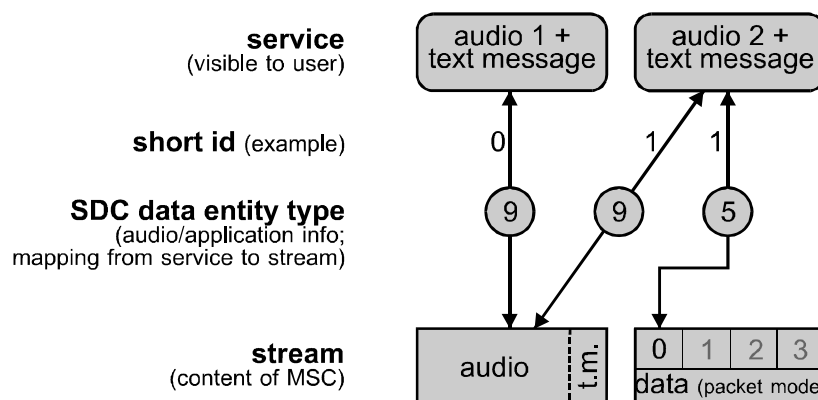 service
(visible to user)
audio 1 +
text message
audio 2 +
text message
short id (example)
0
1
1
SDC data entity type
(audio/application info;
mapping from service to stream)
9
9
5
stream
(content of MSC)
audio
t.m.
0 1 2 3
data (packet mode